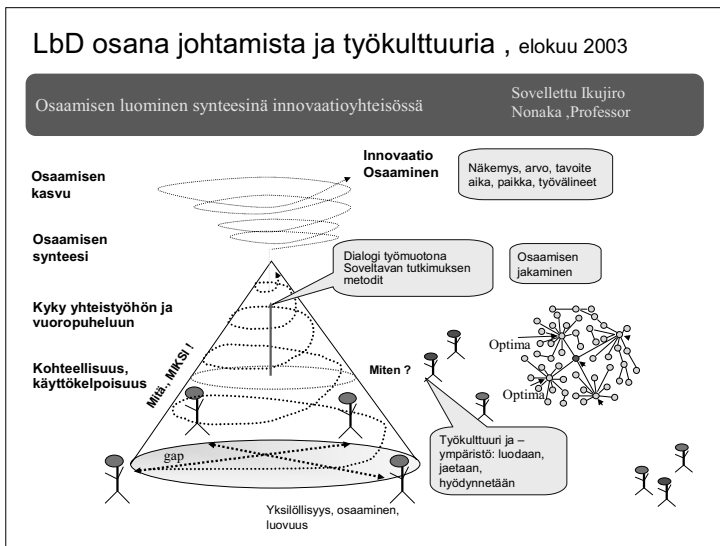 LbD osana johtamista ja työkulttuuria , elokuu 2003
Osaamisen luominen synteesinä innovaatioyhteisössä
Sovellettu Ikujiro
Nonaka ,Professor
Innovaatio
Osaaminen
Näkemys, arvo, tavoite
aika, paikka, työvälineet
Osaamisen
kasvu
Osaamisen
synteesi
Dialogi työmuotona
Soveltavan tutkimuksen
metodit
Osaamisen
jakaminen
Kyky yhteistyöhön ja
vuoropuheluun
Optima
Kohteellisuus,
käyttökelpoisuus
Mitä., MIKSI !
Miten ?
Optima
Työkulttuuri ja –
ympäristö: luodaan,
jaetaan,
hyödynnetään
gap
Yksilöllisyys, osaaminen,
luovuus